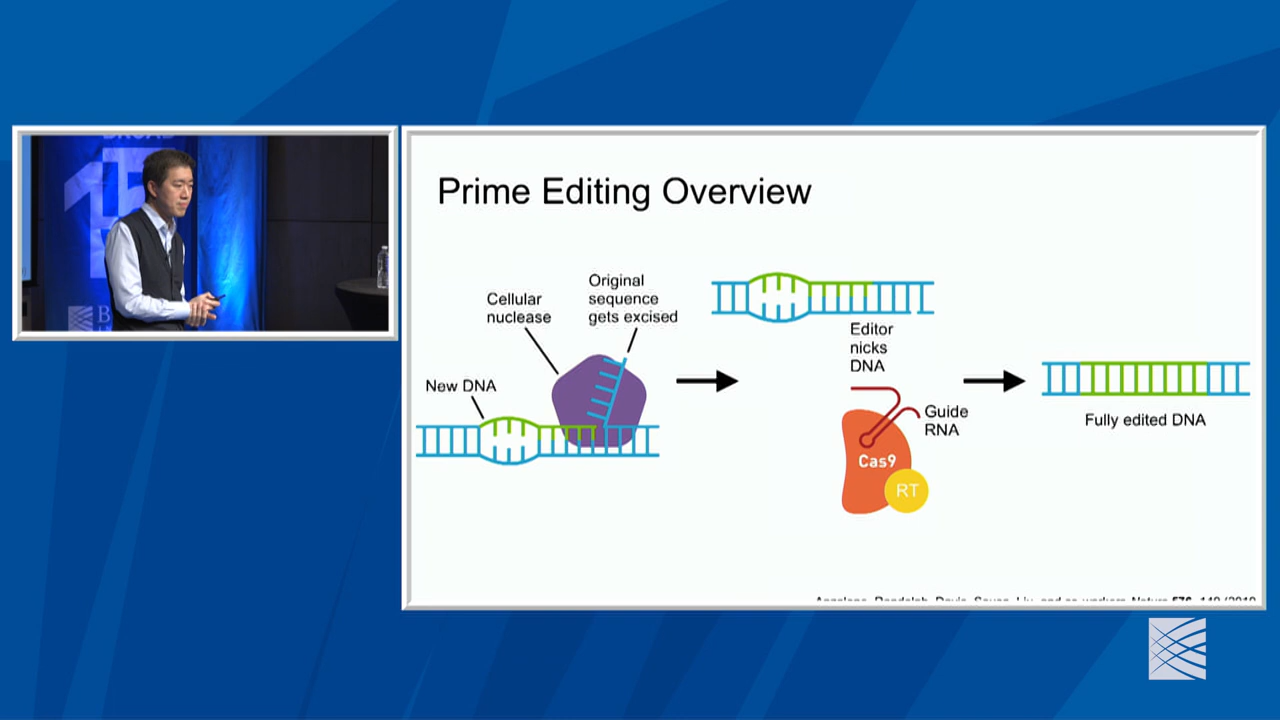 Prime Editing Overview
Original
sequence
gets excised
Cellular
nuclease
New DNA
Editor
nicks
DNA
Guide
RNA
Cas9
RT
Fully edited DNA